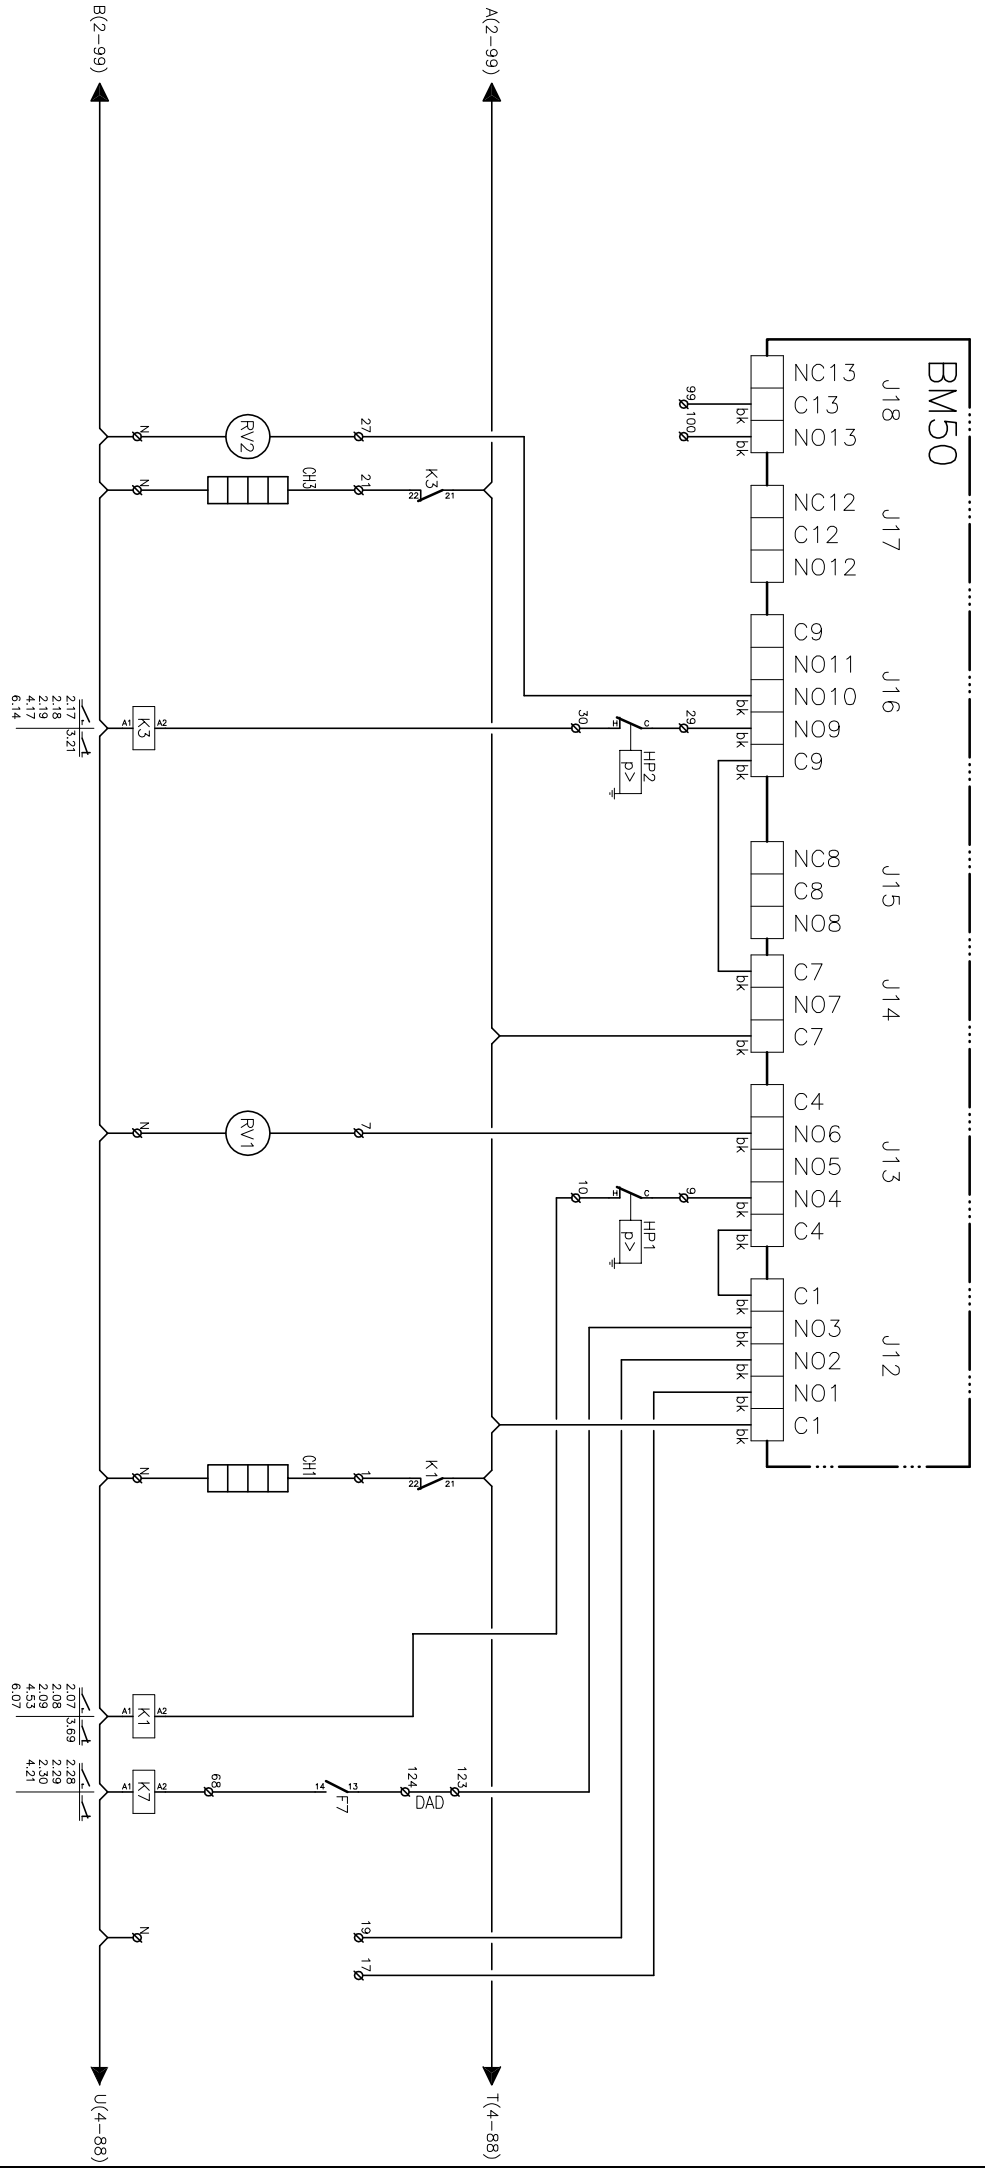 BM50
J18
NC13
C13
NO13
bk
bk
99
100
J17
NC12
C12
NO12
J16
C9
NO11
NO10
NO9
C9
bk
bk
bk
J15
NC8
C8
NO8
J14
C7
NO7
C7
bk
bk
J13
C4
NO6
NO5
NO4
C4
bk
bk
bk
J12
C1
NO3
NO2
NO1
C1
bk
bk
bk
bk
bk
29
C
H
30
HP2
p>
9
C
H
10
HP1
p>
A(2-99)
T(4-88)
27
RV2
N
K3
21
22
21
CH3
N
A2
K3
A1
2.17
2.18
2.19
4.17
6.14
3.21
7
RV1
N
K1
21
22
1
CH1
N
A2
K1
A1
2.07
2.08
2.09
4.53
6.07
3.69
123
DAD
124
13
F7
14
68
A2
K7
A1
2.28
2.29
2.30
4.21
19
17
N
B(2-99)
U(4-88)